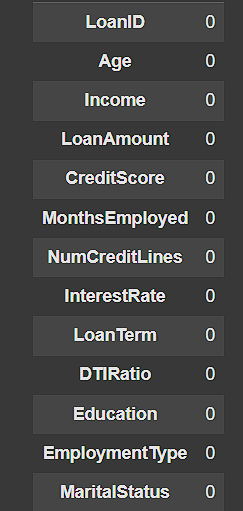 LoanID 0
Age 0
Income 0
LoanAmount 0
CreditScore 0
MonthsEmployed 0
NumCreditLines 0
InterestRate 0
LoanTerm 0
DTIRatio 0
Education 0
EmploymentType 0
MaritalStatus 0